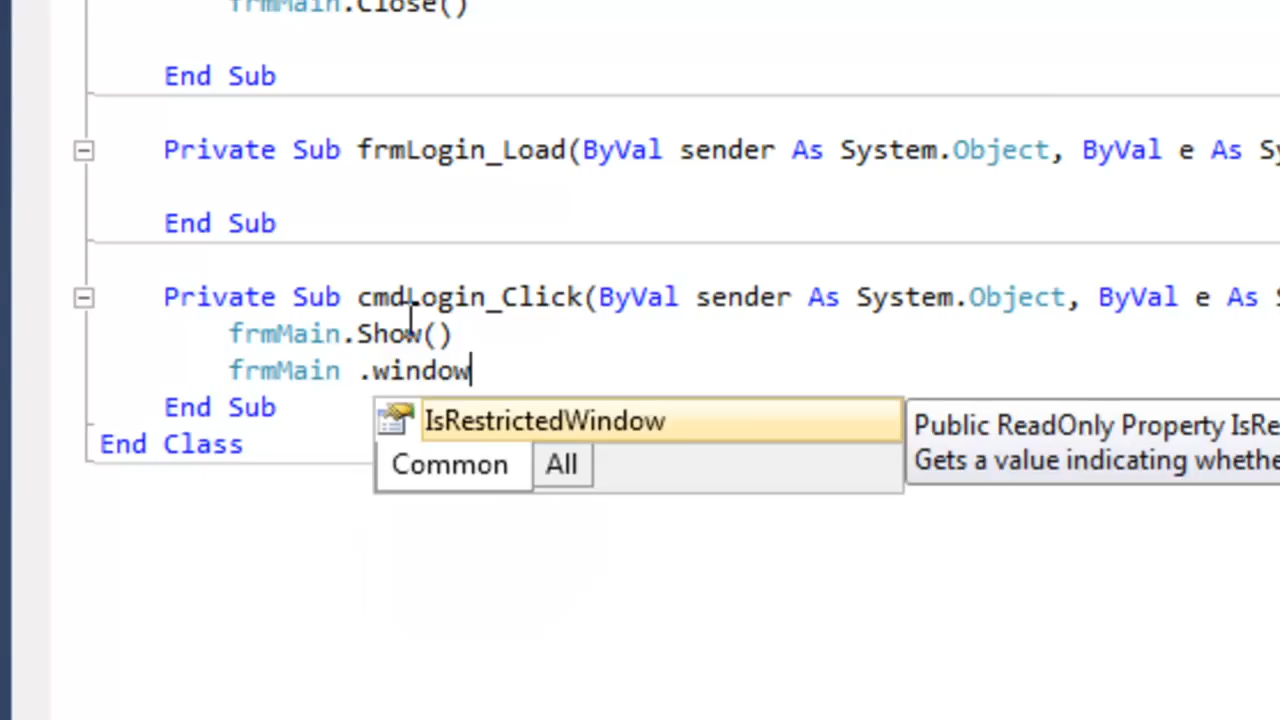 frmMain.Close()
End Sub
Private Sub frmLogin_Load(ByVal sender As System.Object, ByVal e As Sy
End Sub
Private Sub cmdLogin_Click(ByVal sender As System.Object, ByVal e As S
frmMain.Show()
frmMain .window
End Sub
IsRestrictedWindow
Public ReadOnly Property IsRe
End Class
Common All
Gets a value indicating whethe